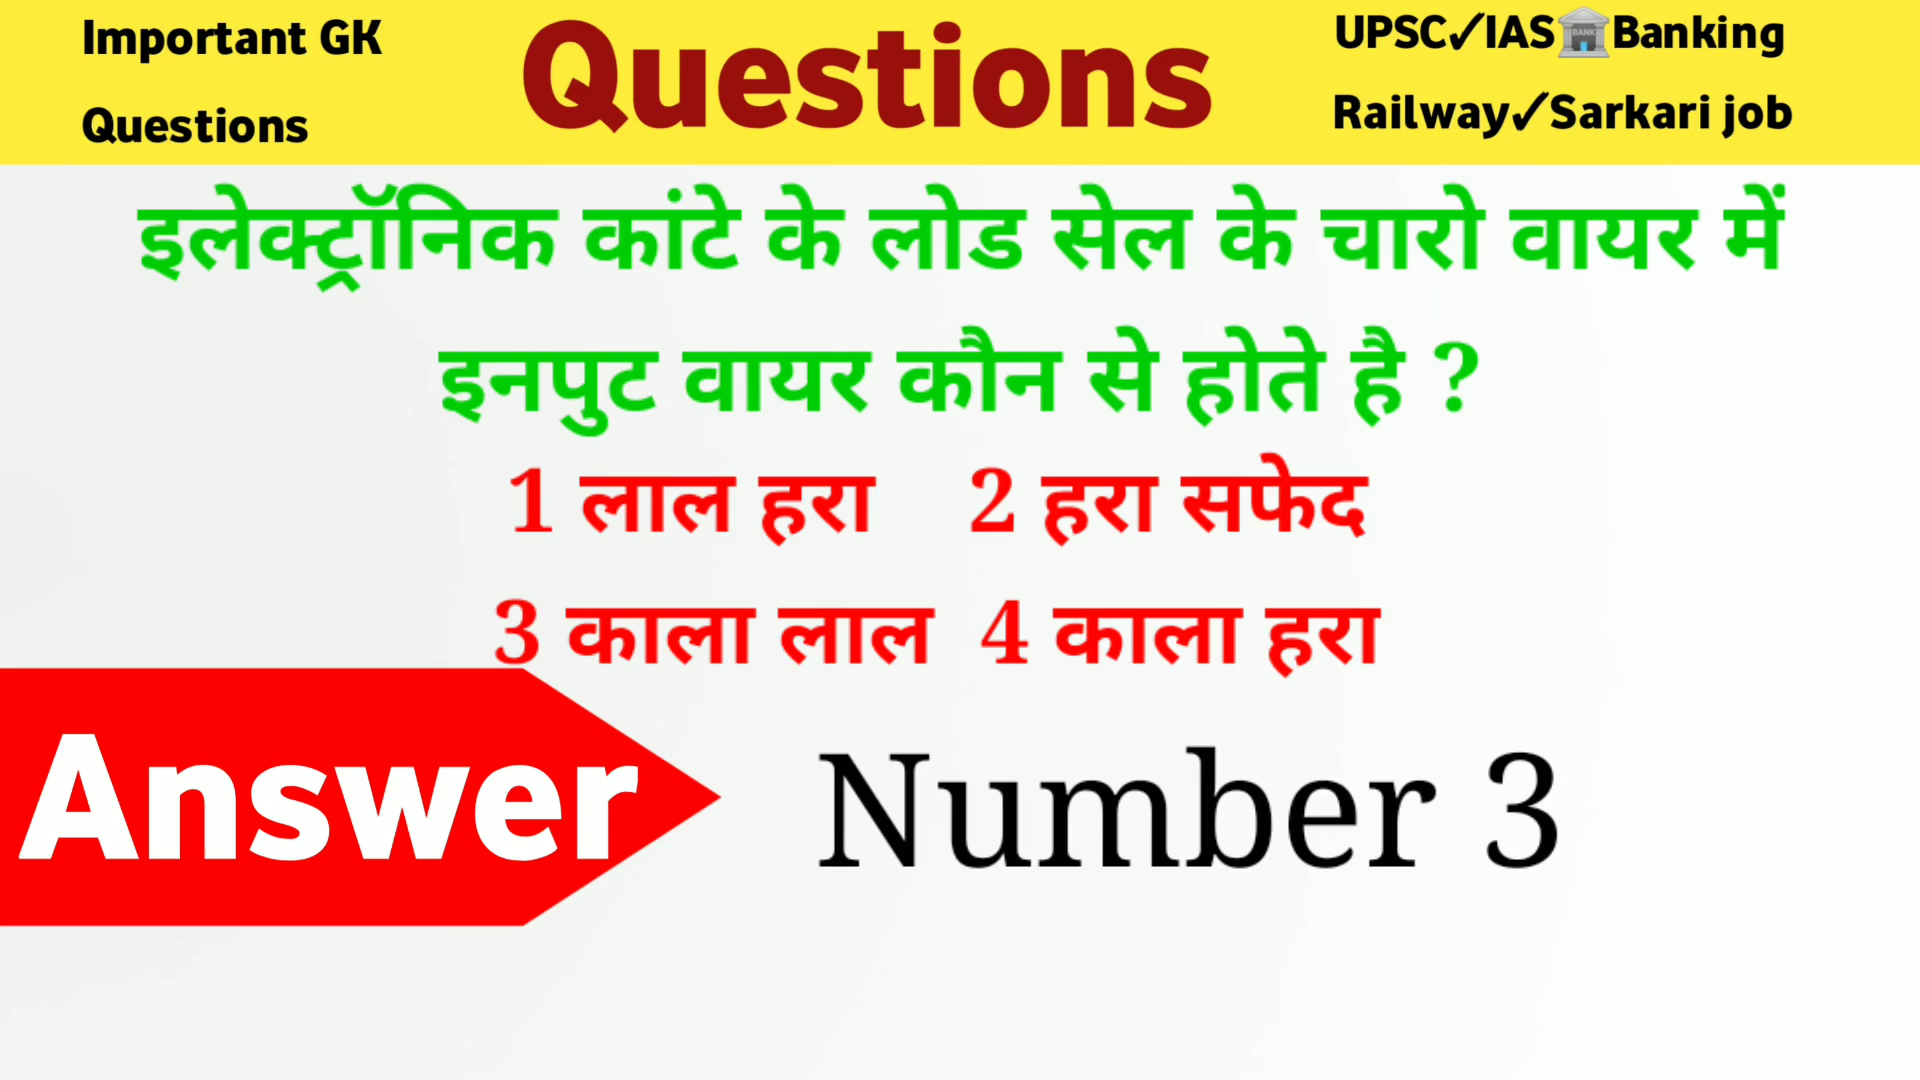 Important GK
Questions
Questions
UPSC✓IAS🏦Banking
Railway✓Sarkari job
इलेक्ट्रॉनिक कांटे के लोड सेल के चारो वायर में
इनपुट वायर कौन से होते है ?
1 लाल हरा 2 हरा सफेद
3 काला लाल 4 काला हरा
Answer
Number 3